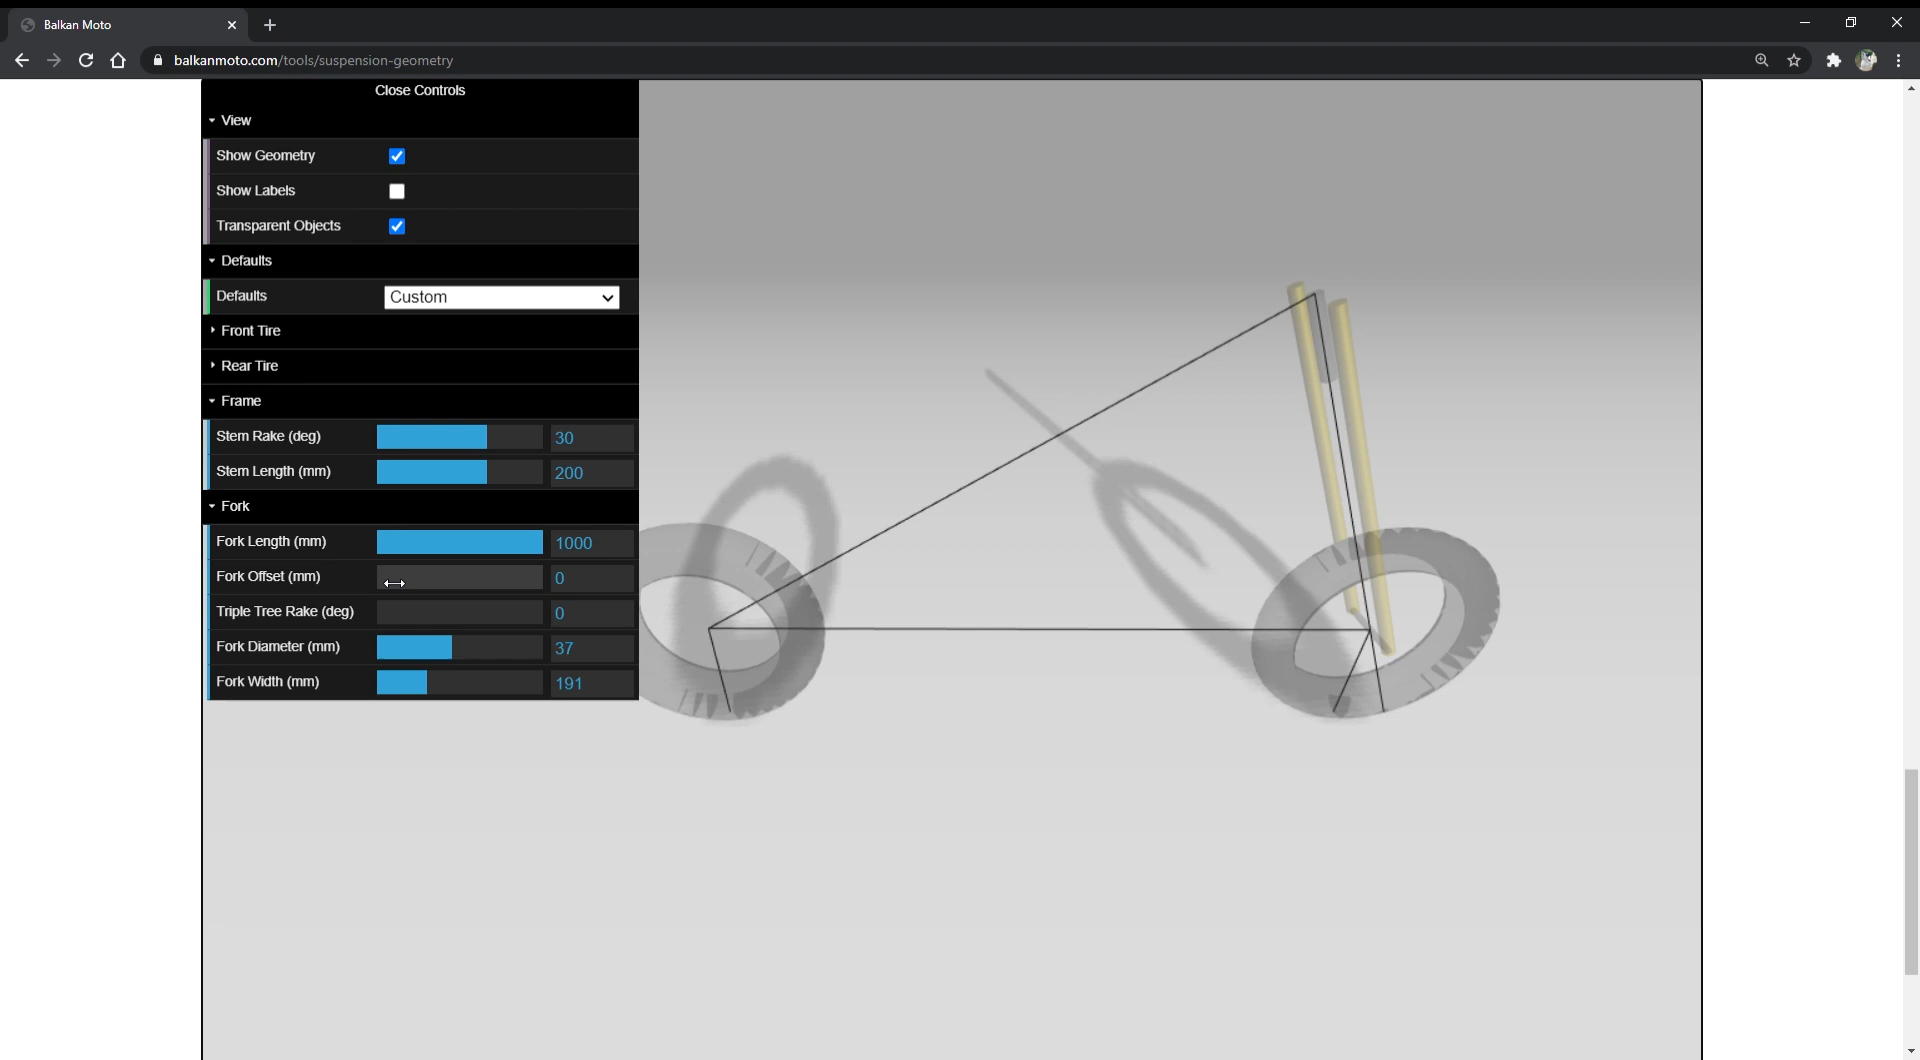 Balkan Moto
balkanmoto.com/tools/suspension-geometry
Close Controls
View
Show Geometry
Show Labels
Transparent Objects
Defaults
Defaults Custom
Front Tire
Rear Tire
Frame
Stem Rake (deg) 30
Stem Length (mm) 200
Fork
Fork Length (mm) 1000
Fork Offset (mm) 0
Triple Tree Rake (deg) 0
Fork Diameter (mm) 37
Fork Width (mm) 191